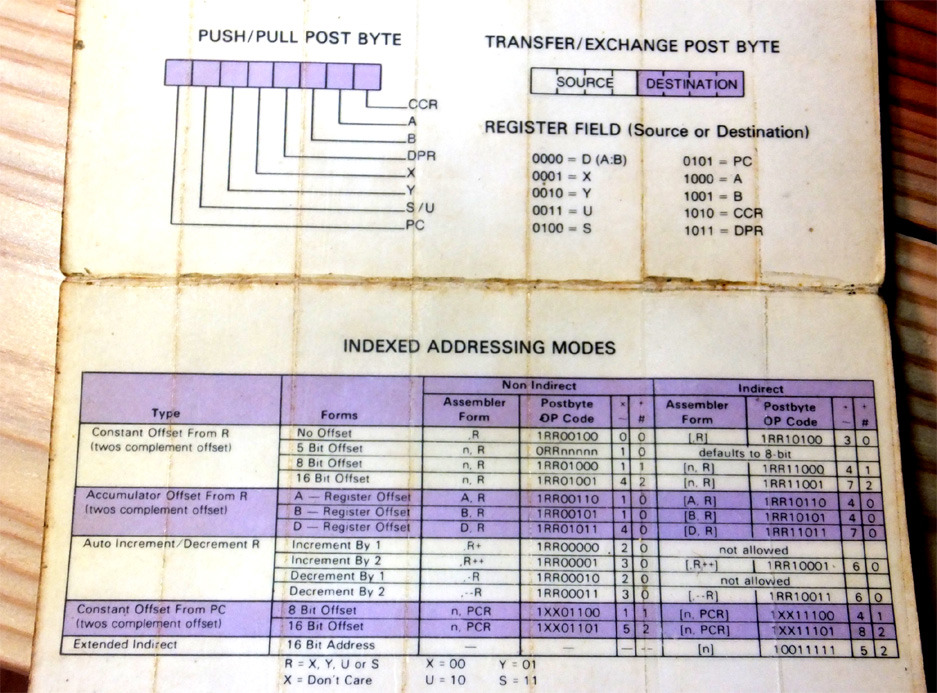 PUSH/PULL POST BYTE
CCR
A
B
DPR
X
Y
S/U
PC
TRANSFER/EXCHANGE POST BYTE
SOURCE DESTINATION
REGISTER FIELD (Source or Destination)
0000 = D (A:B) 0101 = PC
0001 = X 1000 = A
0010 = Y 1001 = B
0011 = U 1010 = CCR
0100 = S 1011 = DPR
INDEXED ADDRESSING MODES
Non Indirect Indirect
Type Forms Assembler Form Postbyte OP Code × ~ + # Assembler Form Postbyte OP Code + ~ + #
Constant Offset From R No Offset ,R 1RR00100 0 0 [,R] 1RR10100 3 0
(twos complement offset) 5 Bit Offset n, R 0RRnnnnn 1 0 defaults to 8-bit
8 Bit Offset n, R 1RR01000 1 1 [n, R] 1RR11000 4 1
16 Bit Offset n, R 1RR01001 4 2 [n, R] 1RR11001 7 2
Accumulator Offset From R A — Register Offset A, R 1RR00110 1 0 [A, R] 1RR10110 4 0
(twos complement offset) B — Register Offset B, R 1RR00101 1 0 [B, R] 1RR10101 4 0
D — Register Offset D, R 1RR01011 4 0 [D, R] 1RR11011 7 0
Auto Increment/Decrement R Increment By 1 ,R+ 1RR00000 2 0 not allowed
Increment By 2 ,R++ 1RR00001 3 0 [,R++] 1RR10001 6 0
Decrement By 1 ,-R 1RR00010 2 0 not allowed
Decrement By 2 ,--R 1RR00011 3 0 [,--R] 1RR10011 6 0
Constant Offset From PC 8 Bit Offset n, PCR 1XX01100 1 1 [n, PCR] 1XX11100 4 1
(twos complement offset) 16 Bit Offset n, PCR 1XX01101 5 2 [n, PCR] 1XX11101 8 2
Extended Indirect 16 Bit Address — — — -- [n] 10011111 5 2
R = X, Y, U or S X = 00 Y = 01
X = Don't Care U = 10 S = 11